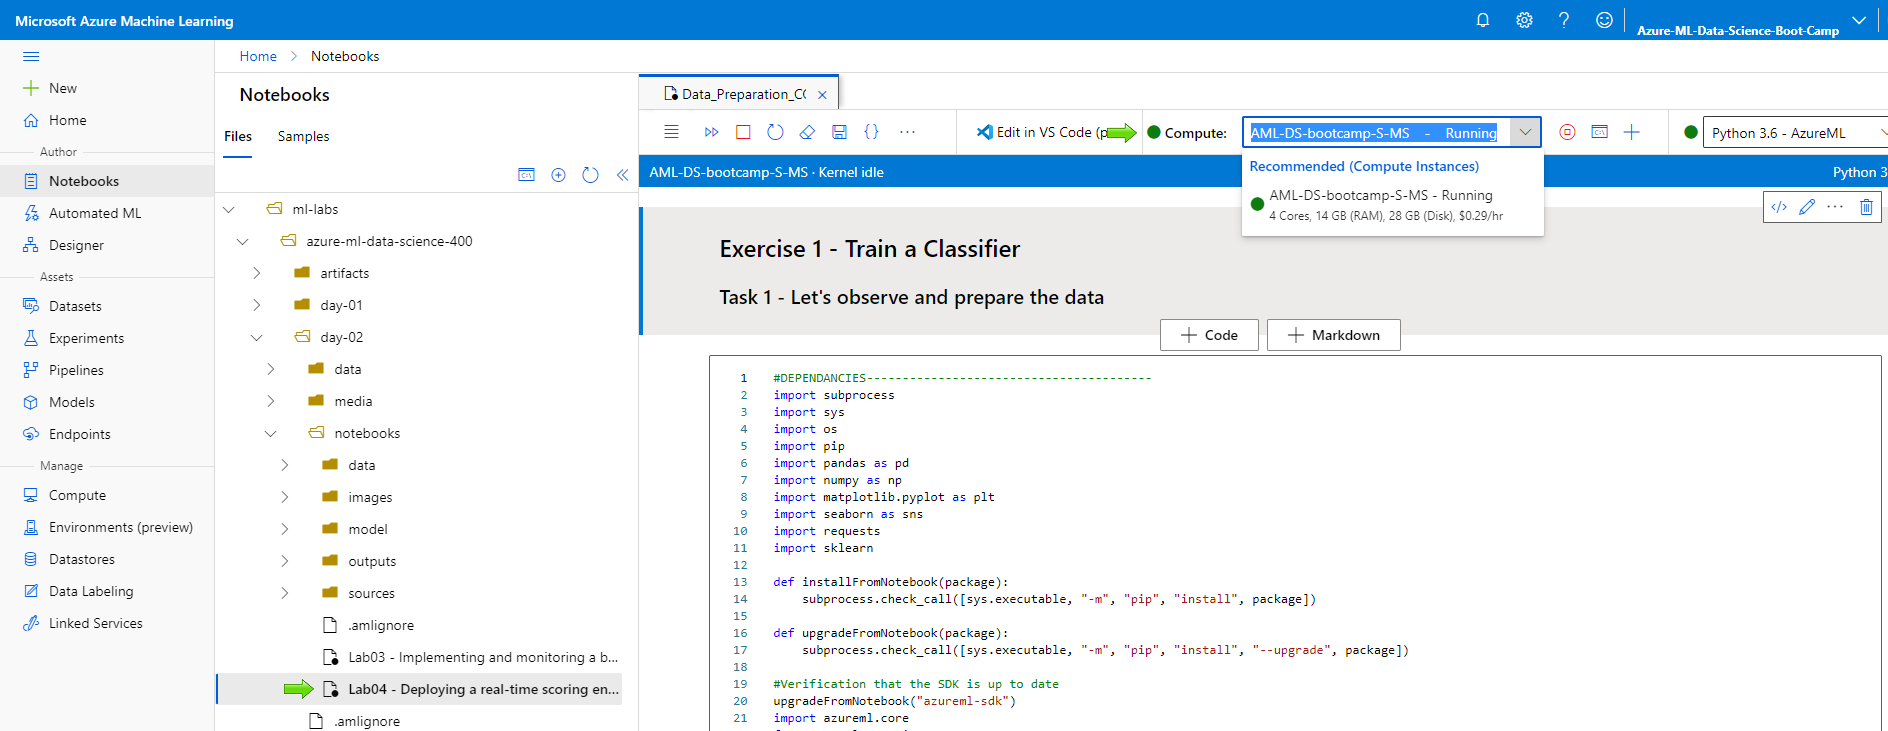 Microsoft Azure Machine Learning
Azure-ML-Data-Science-Boot-Camp
New
Home
Author
Notebooks
Automated ML
Designer
Assets
Datasets
Experiments
Pipelines
Models
Endpoints
Manage
Compute
Environments (preview)
Datastores
Data Labeling
Linked Services
Home > Notebooks
Notebooks
Files
Samples
ml-labs
azure-ml-data-science-400
artifacts
day-01
day-02
data
media
notebooks
data
images
model
outputs
sources
.amlignore
Lab03 - Implementing and monitoring a b...
Lab04 - Deploying a real-time scoring en...
.amlignore
Data_Preparation_CC
Edit in VS Code (p
Compute:
AML-DS-bootcamp-S-MS - Running
Python 3.6 - AzureML
AML-DS-bootcamp-S-MS · Kernel idle
Python 3
Recommended (Compute Instances)
AML-DS-bootcamp-S-MS - Running
4 Cores, 14 GB (RAM), 28 GB (Disk), $0.29/hr
Exercise 1 - Train a Classifier
Task 1 - Let's observe and prepare the data
+ Code
+ Markdown
1 #DEPENDANCIES----------------------------------------
2 import subprocess
3 import sys
4 import os
5 import pip
6 import pandas as pd
7 import numpy as np
8 import matplotlib.pyplot as plt
9 import seaborn as sns
10 import requests
11 import sklearn
12
13 def installFromNotebook(package):
14 subprocess.check_call([sys.executable, "-m", "pip", "install", package])
15
16 def upgradeFromNotebook(package):
17 subprocess.check_call([sys.executable, "-m", "pip", "install", "--upgrade", package])
18
19 #Verification that the SDK is up to date
20 upgradeFromNotebook("azureml-sdk")
21 import azureml.core